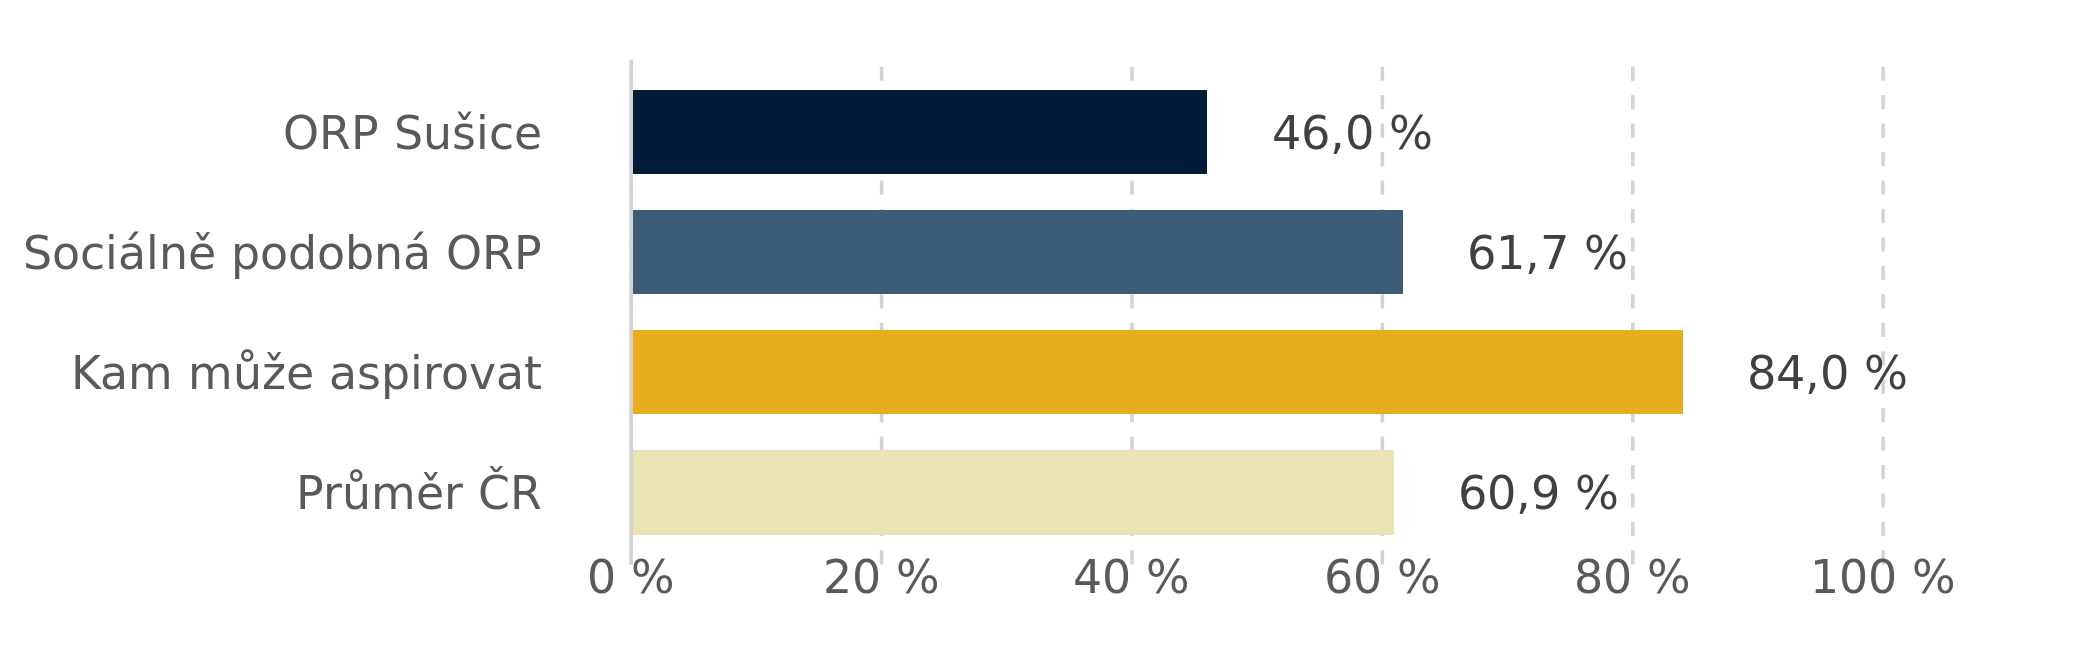 ORP Sušice 46,0 %
Sociálně podobná ORP 61,7 %
Kam může aspirovat 84,0 %
Průměr ČR 60,9 %
0 % 20 % 40 % 60 % 80 % 100 %